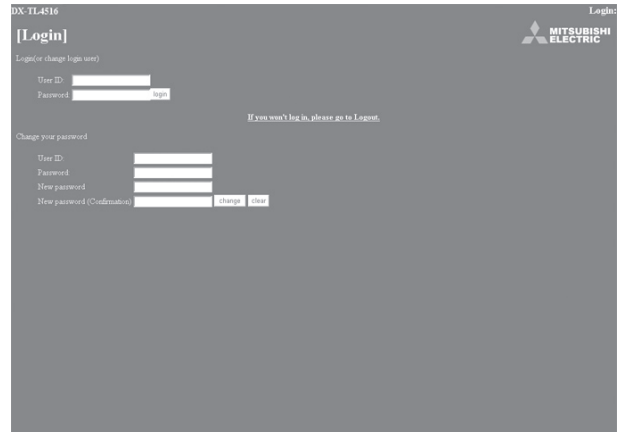 DX-TL4516 Login:
[Login]
MITSUBISHI
ELECTRIC
Login(or change login user)
User ID:
Password: login
If you won't log in, please go to Logout.
Change your password
User ID:
Password:
New password
New password (Confirmation) change clear